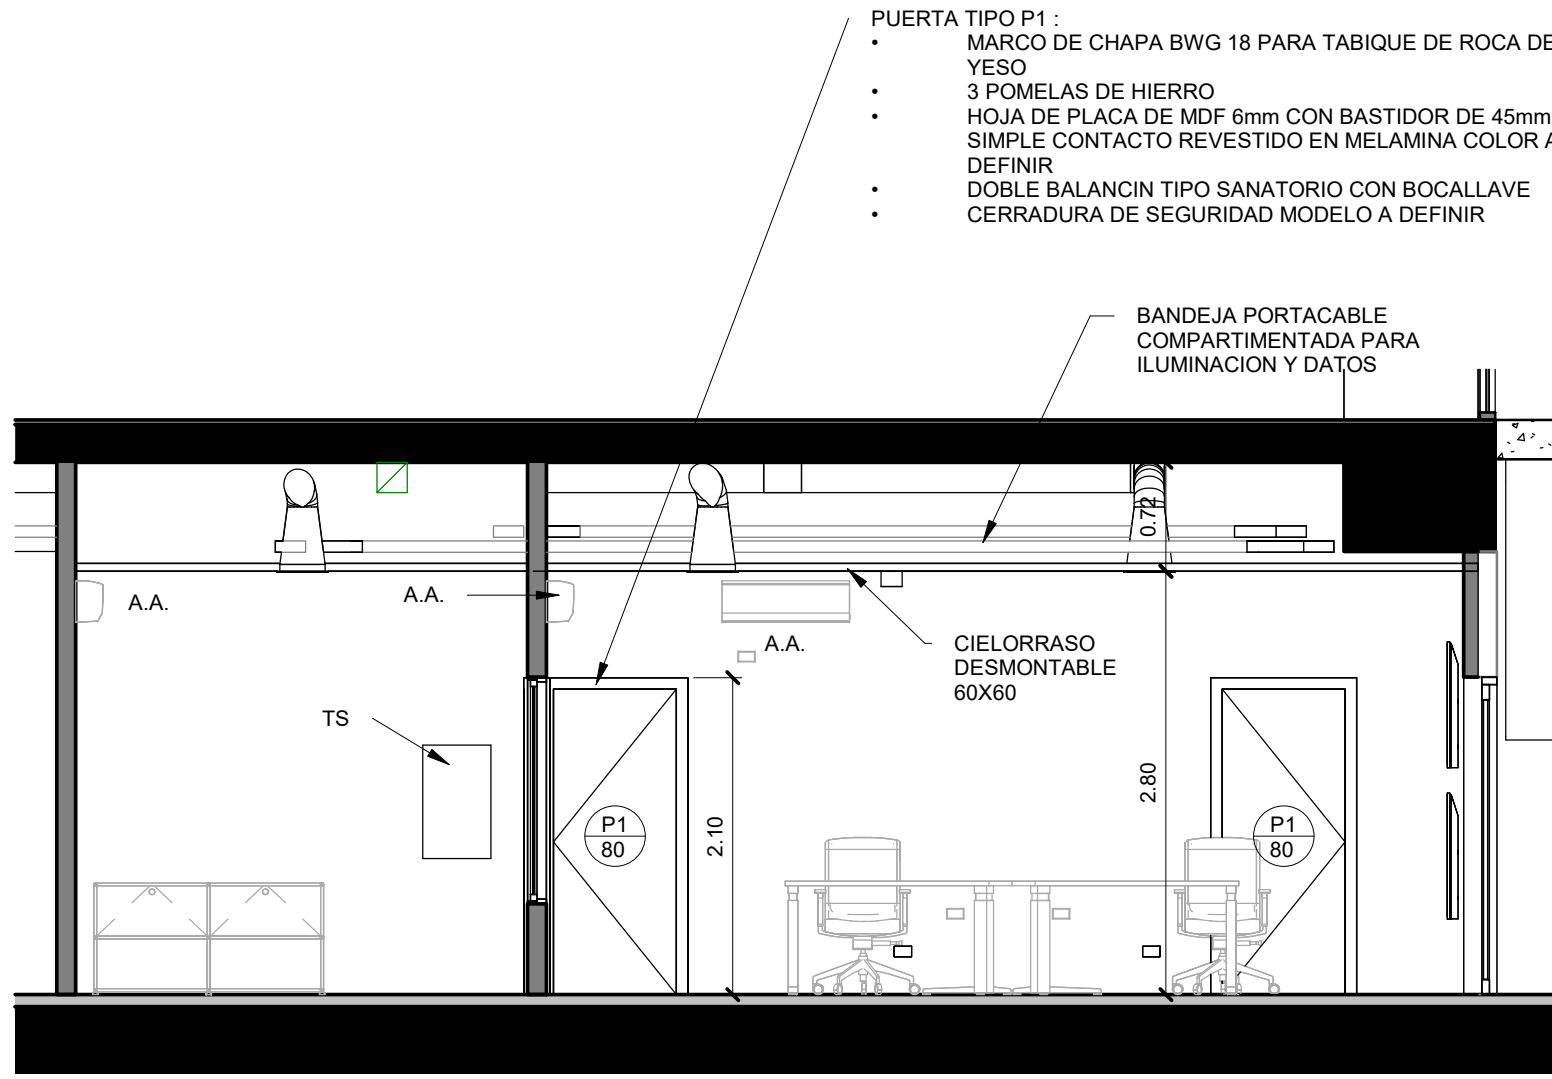 PUERTA TIPO P1 :
• MARCO DE CHAPA BWG 18 PARA TABIQUE DE ROCA DE
YESO
• 3 POMELAS DE HIERRO
• HOJA DE PLACA DE MDF 6mm CON BASTIDOR DE 45mm
SIMPLE CONTACTO REVESTIDO EN MELAMINA COLOR A
DEFINIR
• DOBLE BALANCIN TIPO SANATORIO CON BOCALLAVE
• CERRADURA DE SEGURIDAD MODELO A DEFINIR
BANDEJA PORTACABLE
COMPARTIMENTADA PARA
ILUMINACION Y DATOS
0.72
A.A.
A.A.
A.A.
CIELORRASO
DESMONTABLE
60X60
TS
2.10
2.80
P1
80
P1
80